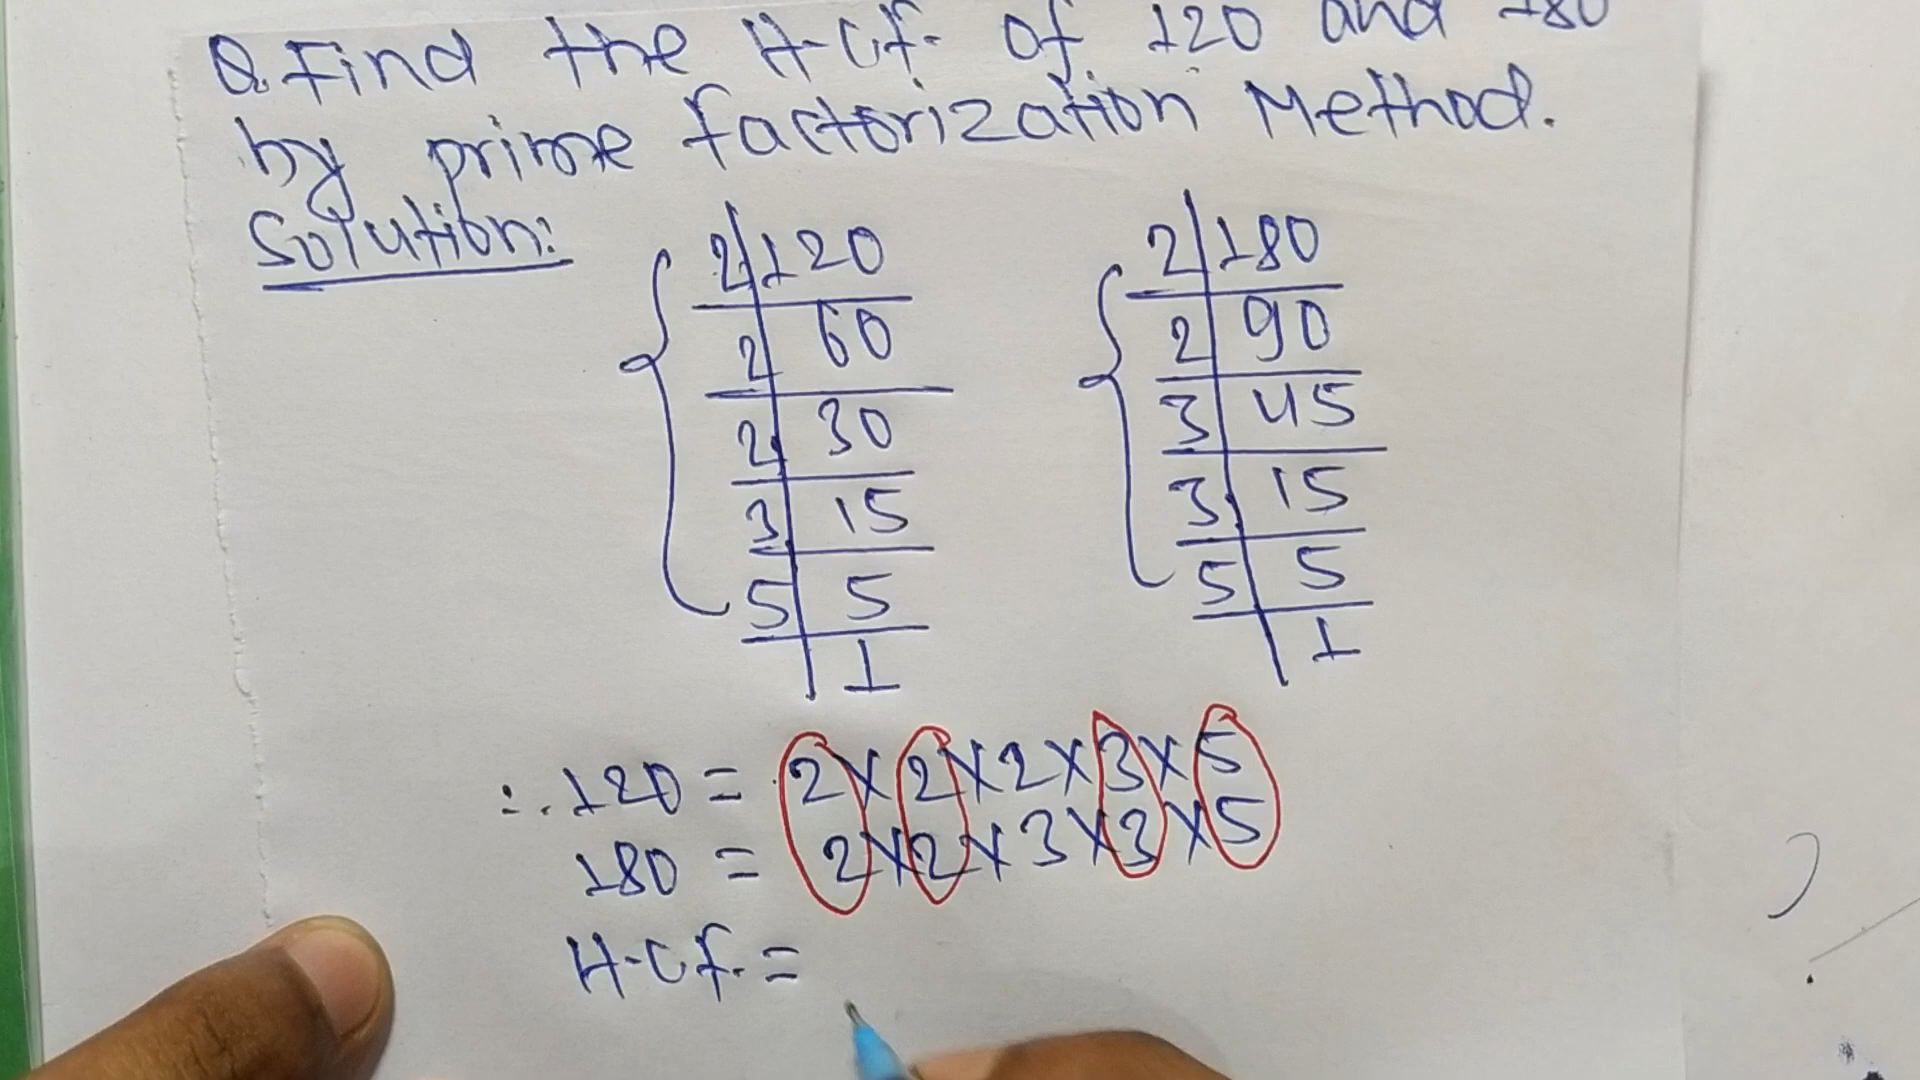 Q. Find the H.C.f. of 120 and 180
by prime factorization Method.
Solution:
2 120
2 60
2 30
3 15
5 5
1
2 180
2 90
3 45
3 15
5 5
1
∴ 120 = 2×2×2×3×5
180 = 2×2×3×3×5
H.C.f. =